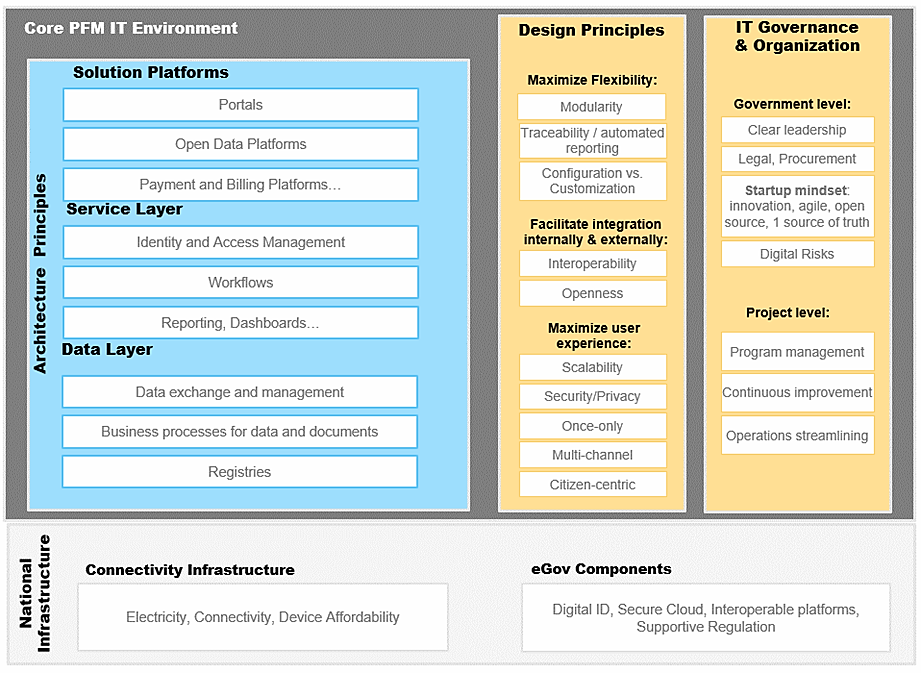 Core PFM IT Environment
Architecture Principles
Solution Platforms
Portals
Open Data Platforms
Payment and Billing Platforms…
Service Layer
Identity and Access Management
Workflows
Reporting, Dashboards…
Data Layer
Data exchange and management
Business processes for data and documents
Registries
Design Principles
Maximize Flexibility:
Modularity
Traceability / automated
reporting
Configuration vs.
Customization
Facilitate integration
internally & externally:
Interoperability
Openness
Maximize user
experience:
Scalability
Security/Privacy
Once-only
Multi-channel
Citizen-centric
IT Governance
& Organization
Government level:
Clear leadership
Legal, Procurement
Startup mindset:
innovation, agile, open
source, 1 source of truth
Digital Risks
Project level:
Program management
Continuous improvement
Operations streamlining
National
Infrastructure
Connectivity Infrastructure
Electricity, Connectivity, Device Affordability
eGov Components
Digital ID, Secure Cloud, Interoperable platforms,
Supportive Regulation